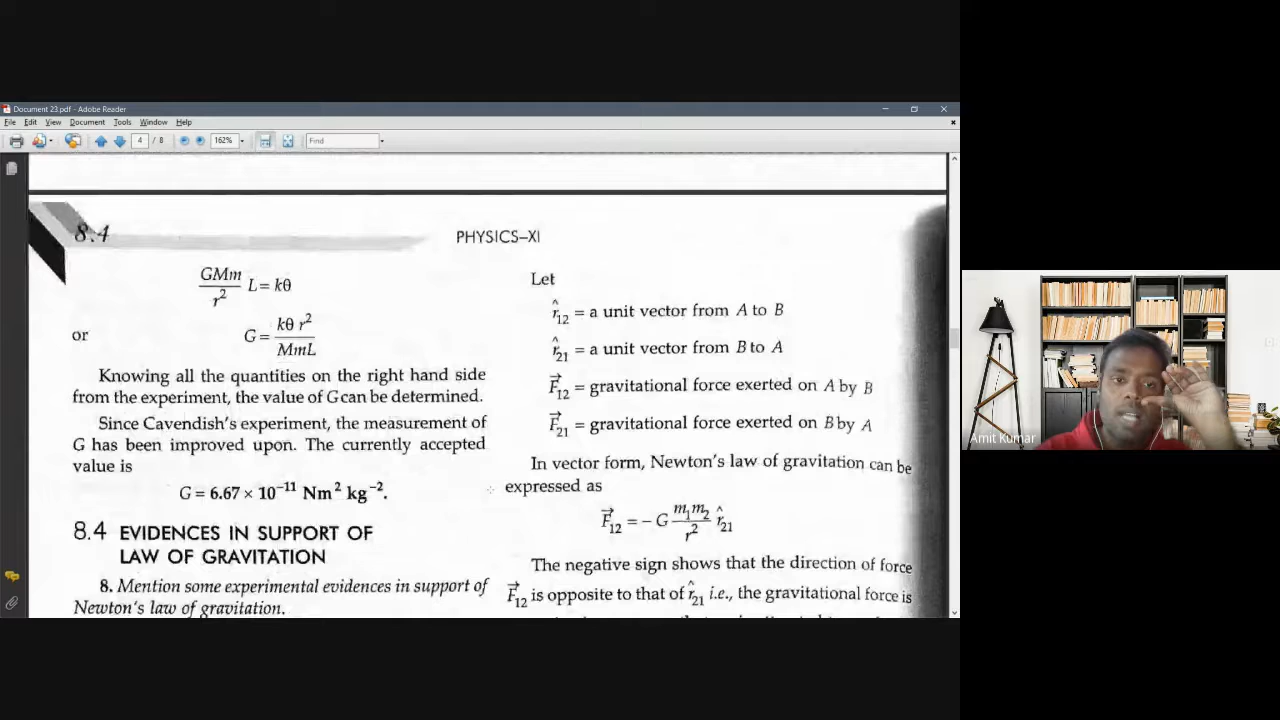 Document 23.pdf - Adobe Reader
File Edit View Document Tools Window Help
4 / 8 162% Find
8.4
PHYSICS–XI
GMm/r² L = kθ
or G = kθ r²/MmL
Knowing all the quantities on the right hand side
from the experiment, the value of G can be determined.
Since Cavendish's experiment, the measurement of
G has been improved upon. The currently accepted
value is
G = 6.67 × 10⁻¹¹ Nm² kg⁻².
8.4 EVIDENCES IN SUPPORT OF
LAW OF GRAVITATION
8. Mention some experimental evidences in support of
Newton's law of gravitation.
Let
r̂₁₂ = a unit vector from A to B
r̂₂₁ = a unit vector from B to A
F⃗₁₂ = gravitational force exerted on A by B
F⃗₂₁ = gravitational force exerted on B by A
In vector form, Newton's law of gravitation can be
expressed as
F⃗₁₂ = − G m₁m₂/r² r̂₂₁
The negative sign shows that the direction of force
F⃗₁₂ is opposite to that of r̂₂₁ i.e., the gravitational force is
Amit Kumar